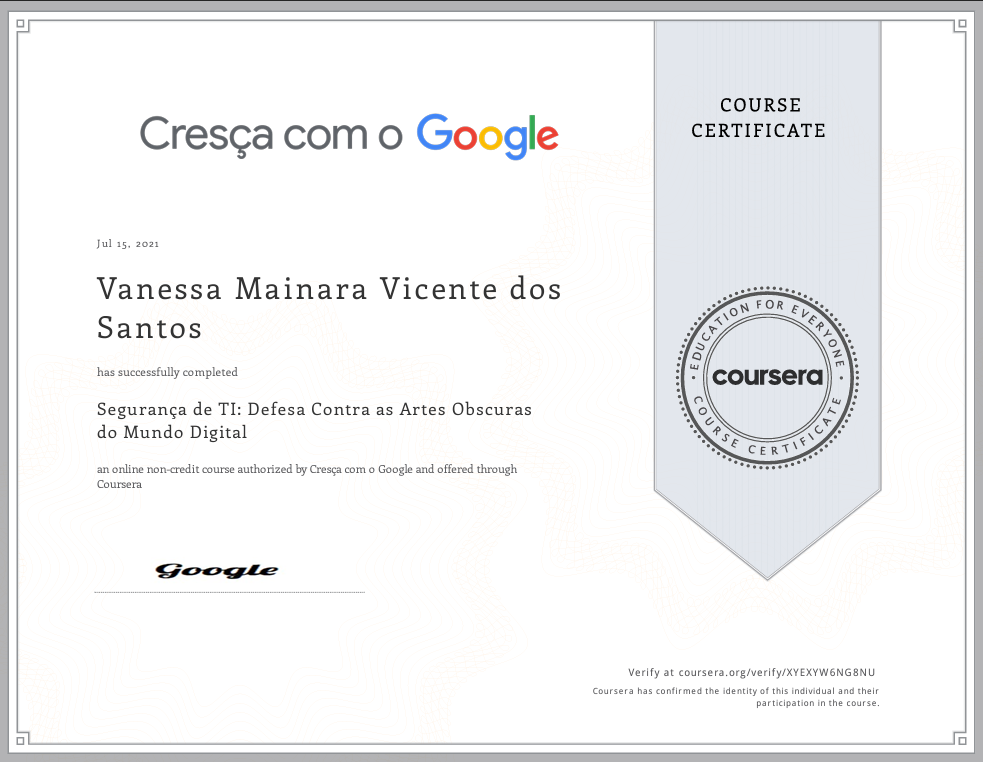 Cresça com o Google
COURSE
CERTIFICATE
Jul 15, 2021
Vanessa Mainara Vicente dos
Santos
has successfully completed
Segurança de TI: Defesa Contra as Artes Obscuras
do Mundo Digital
an online non-credit course authorized by Cresça com o Google and offered through
Coursera
EDUCATION FOR EVERYONE
coursera
COURSE CERTIFICATE
Google
Verify at coursera.org/verify/XYEXYW6NG8NU
Coursera has confirmed the identity of this individual and their
participation in the course.